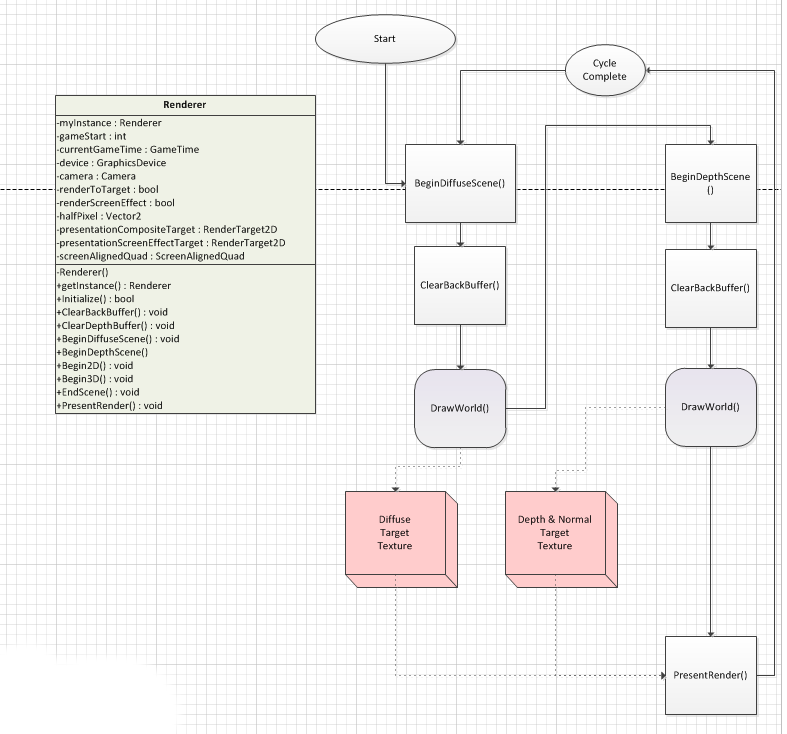 Start
Cycle
Complete
Renderer
-myInstance : Renderer
-gameStart : int
-currentGameTime : GameTime
-device : GraphicsDevice
-camera : Camera
-renderToTarget : bool
-renderScreenEffect : bool
-halfPixel : Vector2
-presentationCompositeTarget : RenderTarget2D
-presentationScreenEffectTarget : RenderTarget2D
-screenAlignedQuad : ScreenAlignedQuad
-Renderer()
+getInstance() : Renderer
+Initialize() : bool
+ClearBackBuffer() : void
+ClearDepthBuffer() : void
+BeginDiffuseScene() : void
+BeginDepthScene()
+Begin2D() : void
+Begin3D() : void
+EndScene() : void
+PresentRender() : void
BeginDiffuseScene()
BeginDepthScene
()
ClearBackBuffer()
ClearBackBuffer()
DrawWorld()
DrawWorld()
Diffuse
Target
Texture
Depth & Normal
Target
Texture
PresentRender()